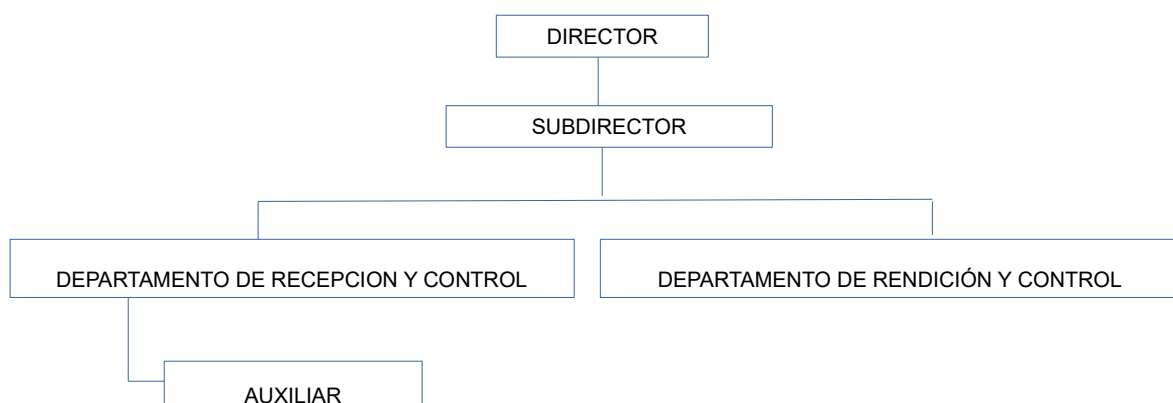 DIRECTOR
SUBDIRECTOR
DEPARTAMENTO DE RECEPCION Y CONTROL
DEPARTAMENTO DE RENDICIÓN Y CONTROL
AUXILIAR